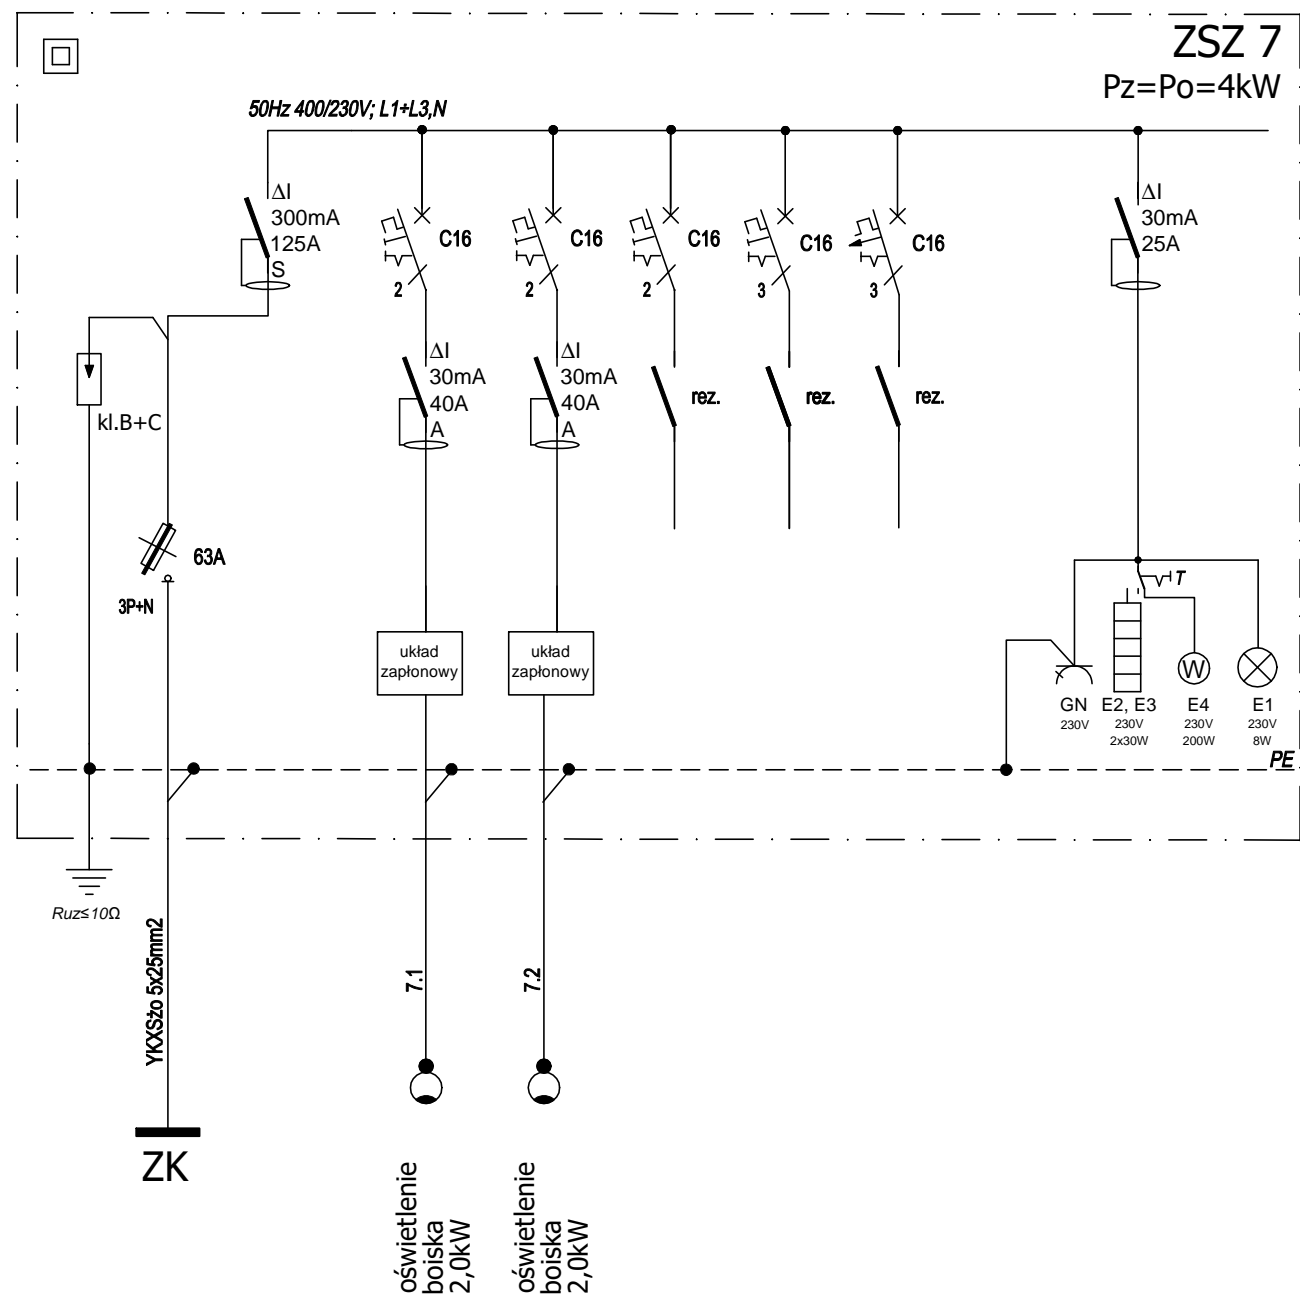 ZSZ 7
Pz=Po=4kW
50Hz 400/230V; L1÷L3,N
ΔI
300mA
125A
S
C16
2
C16
2
C16
2
C16
3
C16
3
ΔI
30mA
25A
ΔI
30mA
40A
A
ΔI
30mA
40A
A
rez.
rez.
rez.
kl.B+C
63A
3P+N
T
układ
zapłonowy
układ
zapłonowy
W
GN
230V
E2, E3
230V
2x30W
E4
230V
200W
E1
230V
8W
PE
Ruz≤10Ω
YKXSżo 5x25mm2
7.1
7.2
ZK
oświetlenie
boiska
2,0kW
oświetlenie
boiska
2,0kW